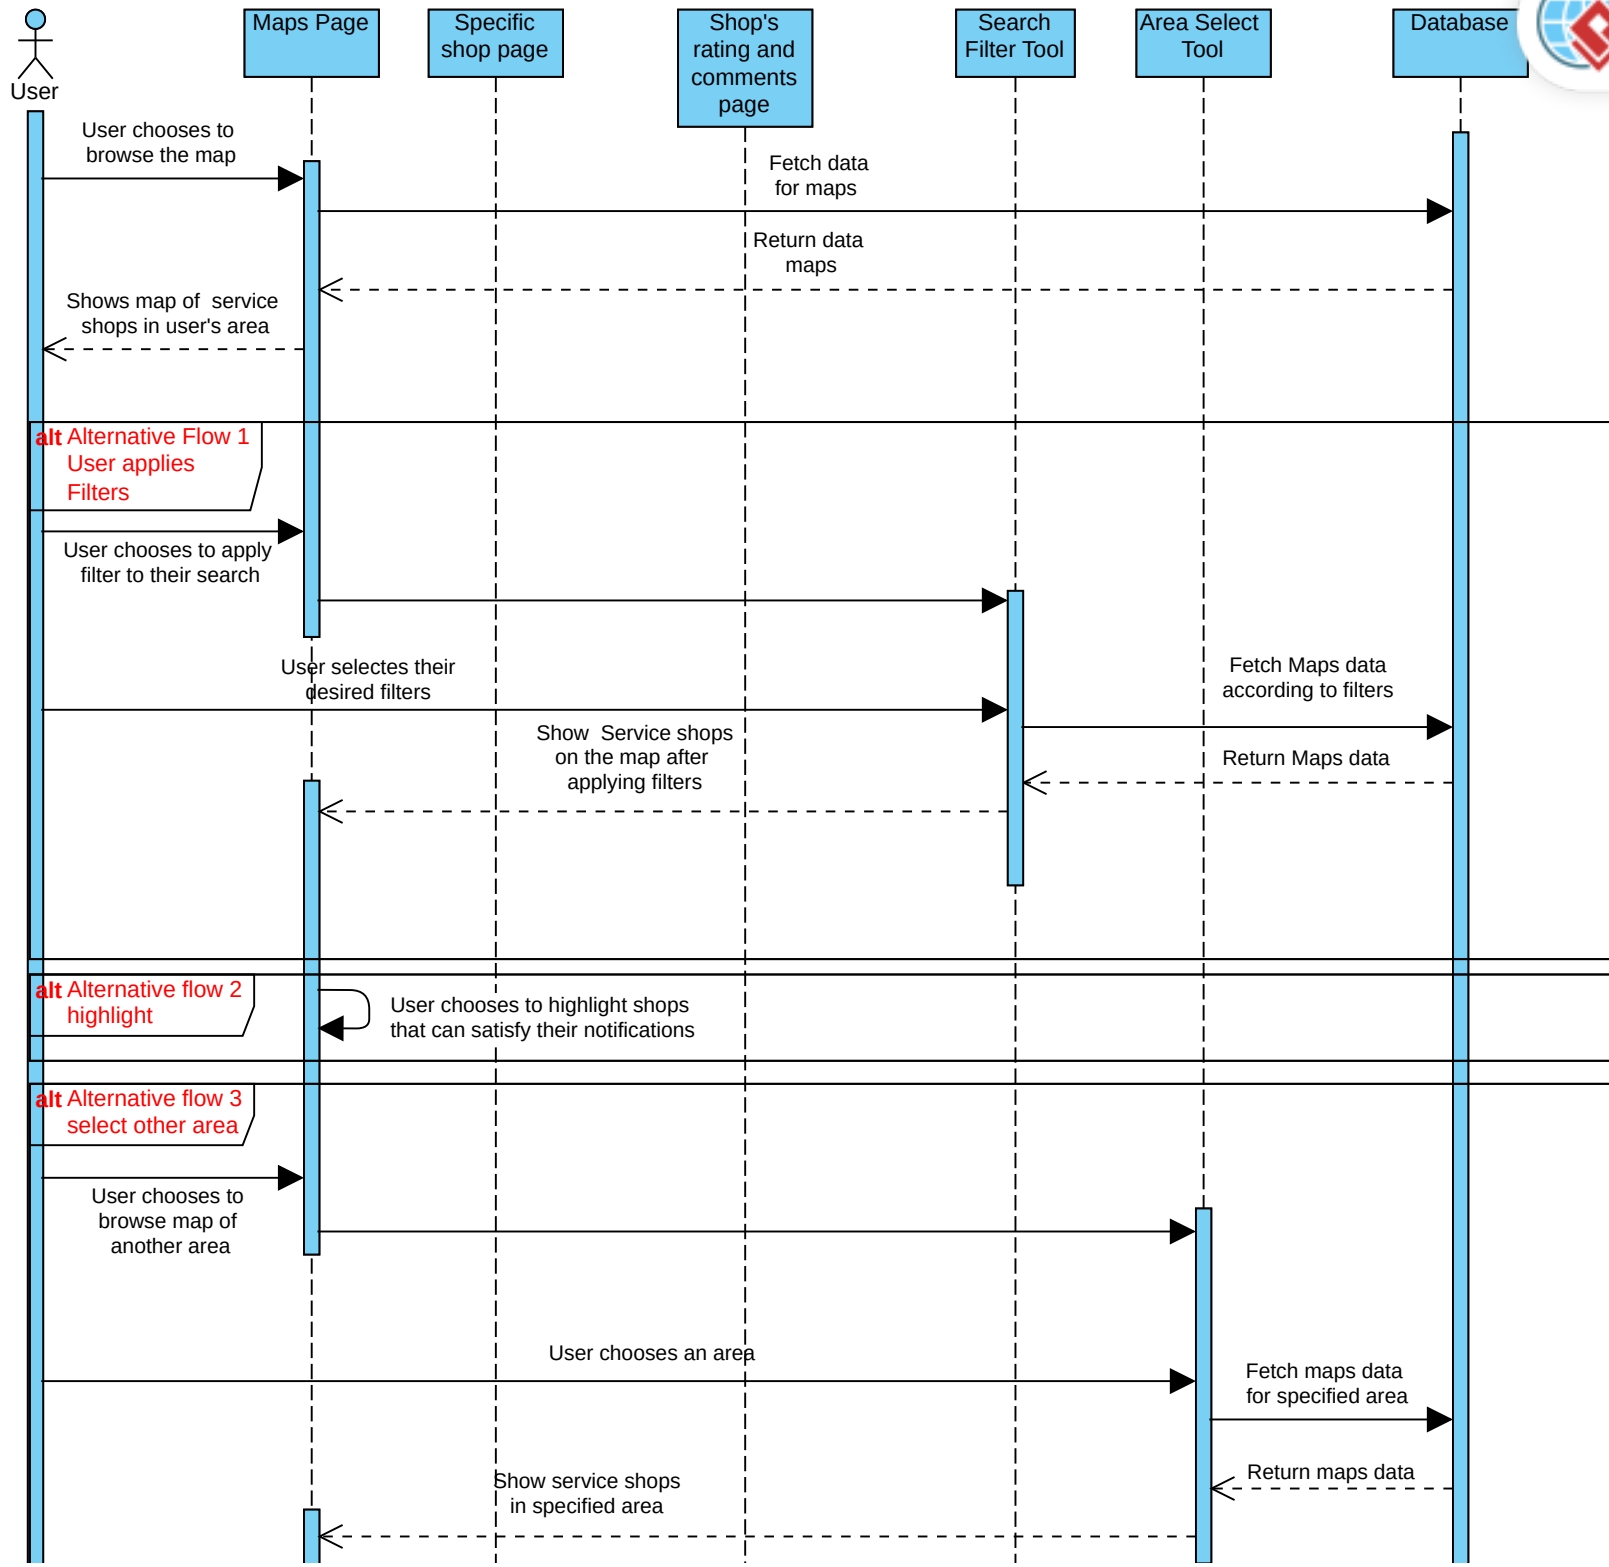 User
Maps Page
Specific
shop page
Shop's
rating and
comments
page
Search
Filter Tool
Area Select
Tool
Database
User chooses to
browse the map
Fetch data
for maps
Return data
maps
Shows map of  service
shops in user's area
alt Alternative Flow 1
User applies
Filters
User chooses to apply
filter to their search
User selectes their
desired filters
Fetch Maps data
according to filters
Show  Service shops
on the map after
applying filters
Return Maps data
alt Alternative flow 2
highlight
User chooses to highlight shops
that can satisfy their notifications
alt Alternative flow 3
select other area
User chooses to
browse map of
another area
User chooses an area
Fetch maps data
for specified area
Return maps data
Show service shops
in specified area